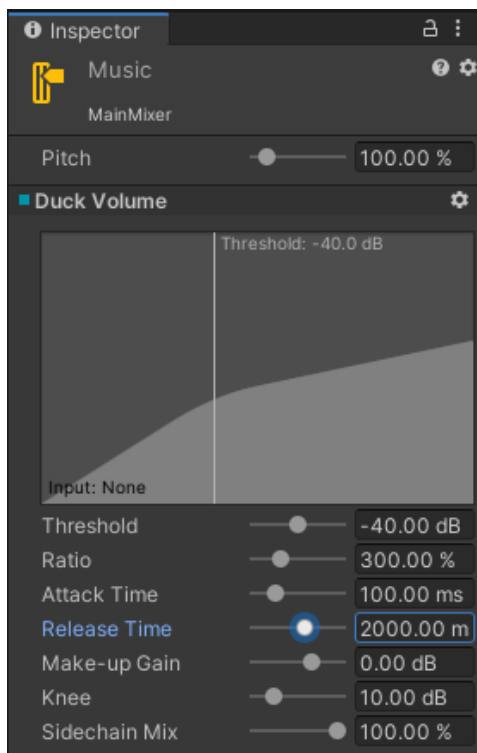 Inspector
Music
MainMixer
Pitch 100.00 %
Duck Volume
Threshold: -40.0 dB
Input: None
Threshold -40.00 dB
Ratio 300.00 %
Attack Time 100.00 ms
Release Time 2000.00 m
Make-up Gain 0.00 dB
Knee 10.00 dB
Sidechain Mix 100.00 %